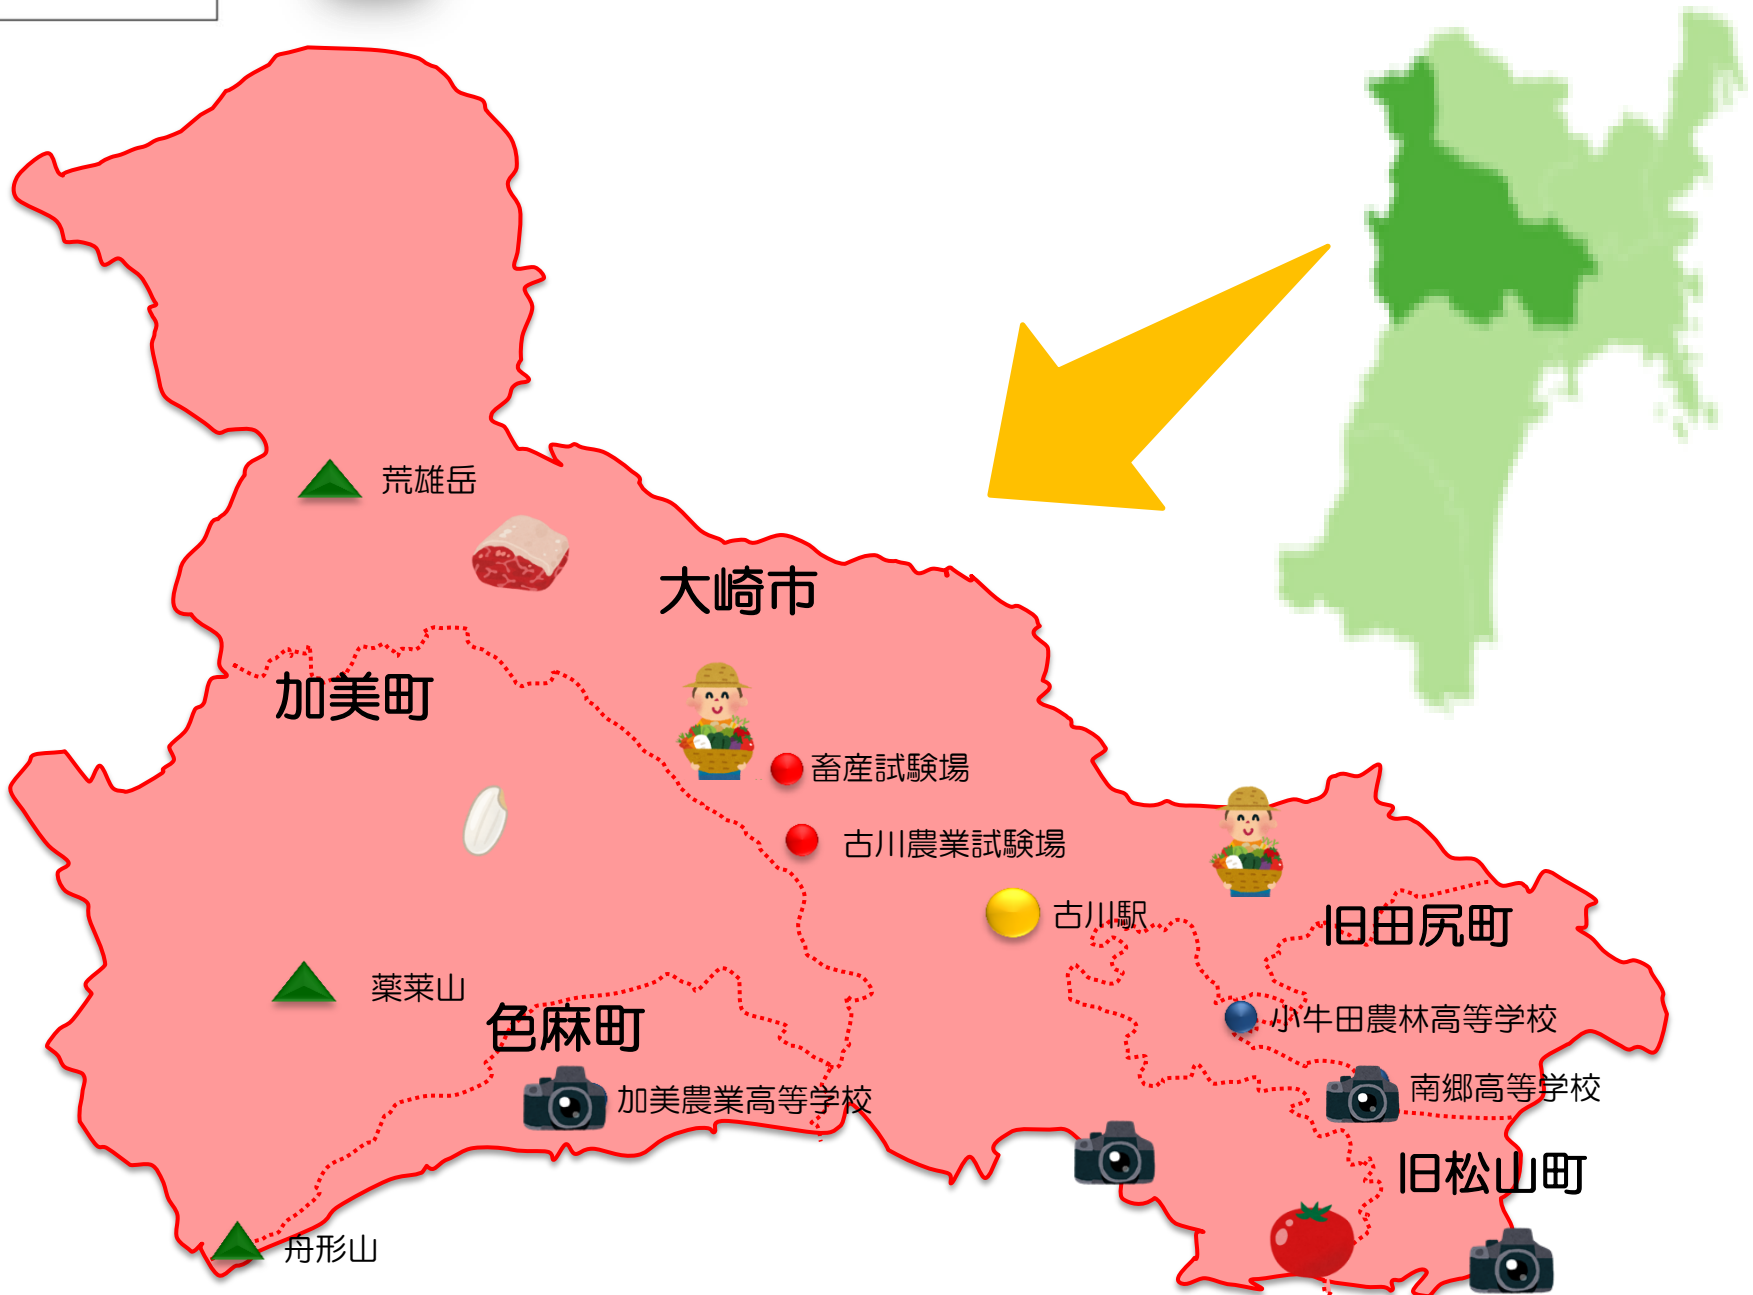 荒雄岳
大崎市
加美町
畜産試験場
古川農業試験場
古川駅
旧田尻町
薬莱山
色麻町
小牛田農林高等学校
加美農業高等学校
南郷高等学校
旧松山町
舟形山